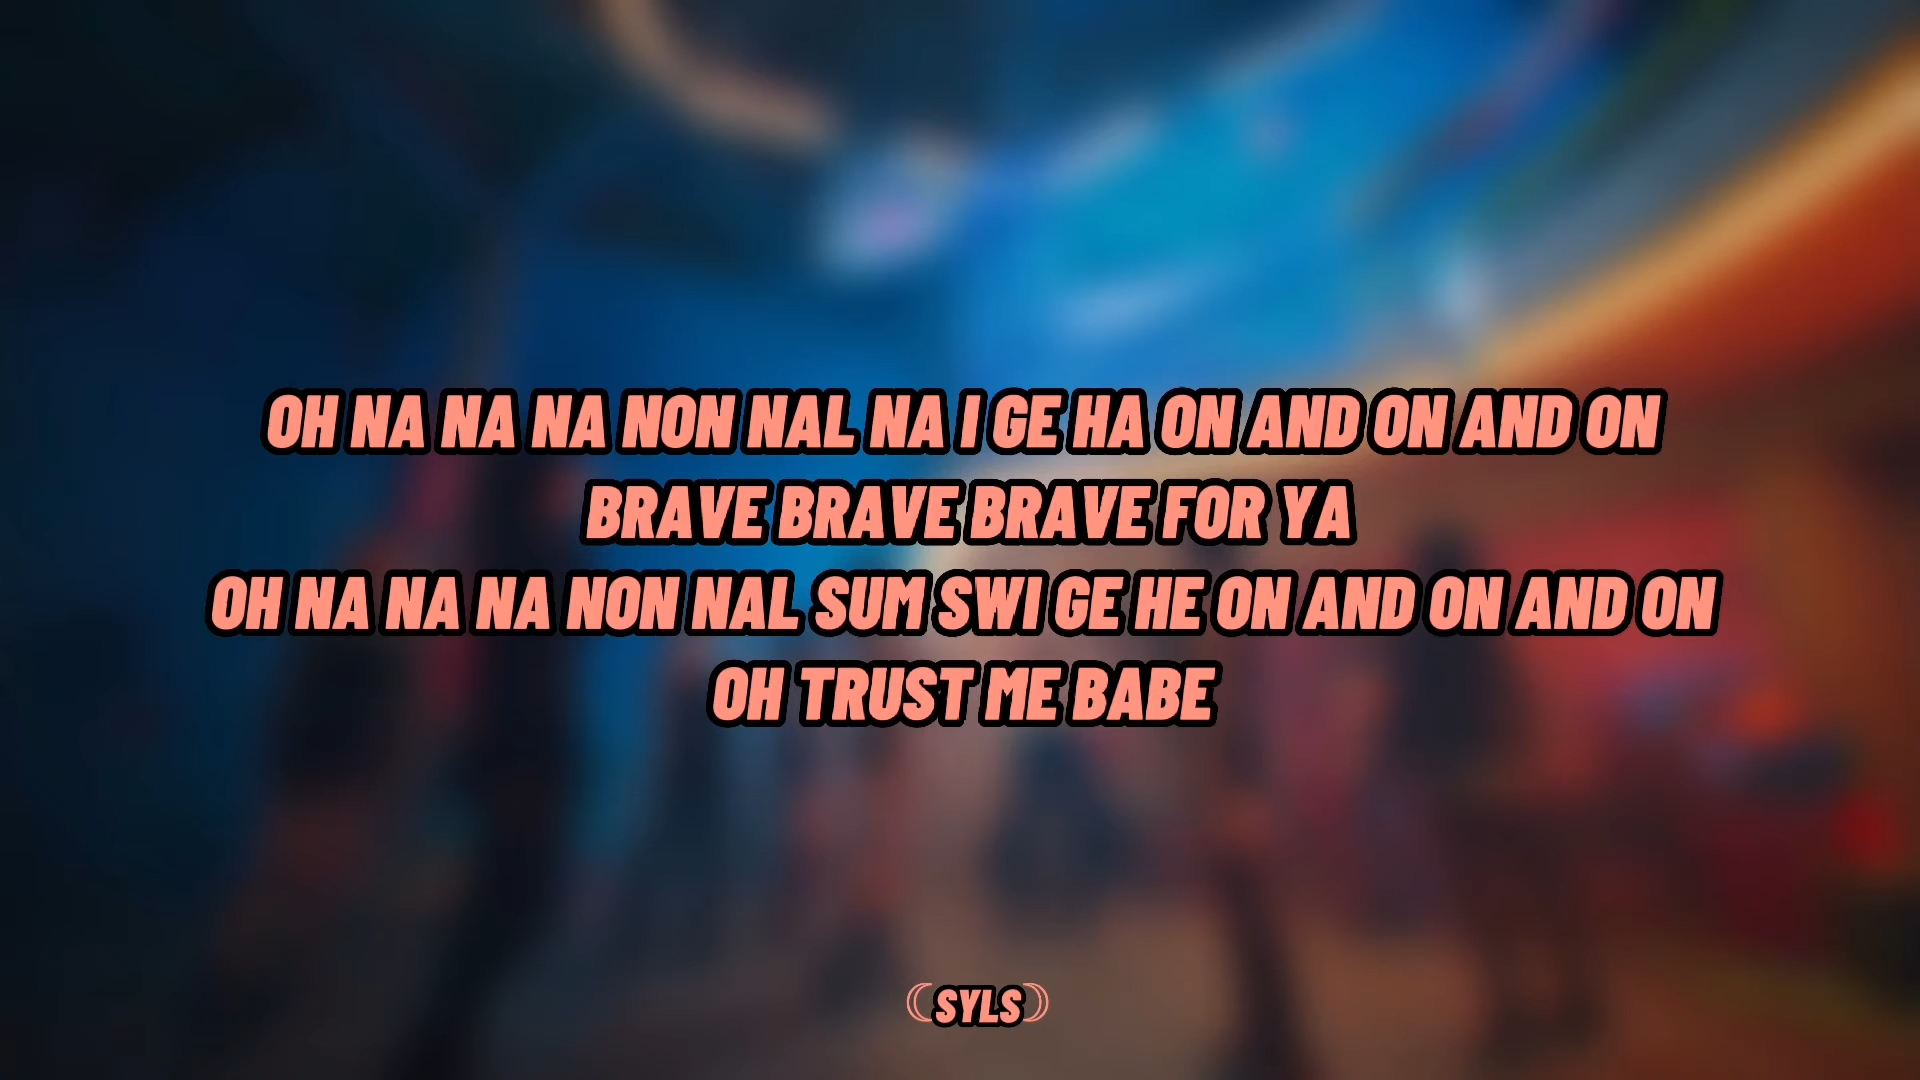 OH NA NA NA NON NAL NA I GE HA ON AND ON AND ON
BRAVE BRAVE BRAVE FOR YA
OH NA NA NA NON NAL SUM SWI GE HE ON AND ON AND ON
OH TRUST ME BABE
SYLS